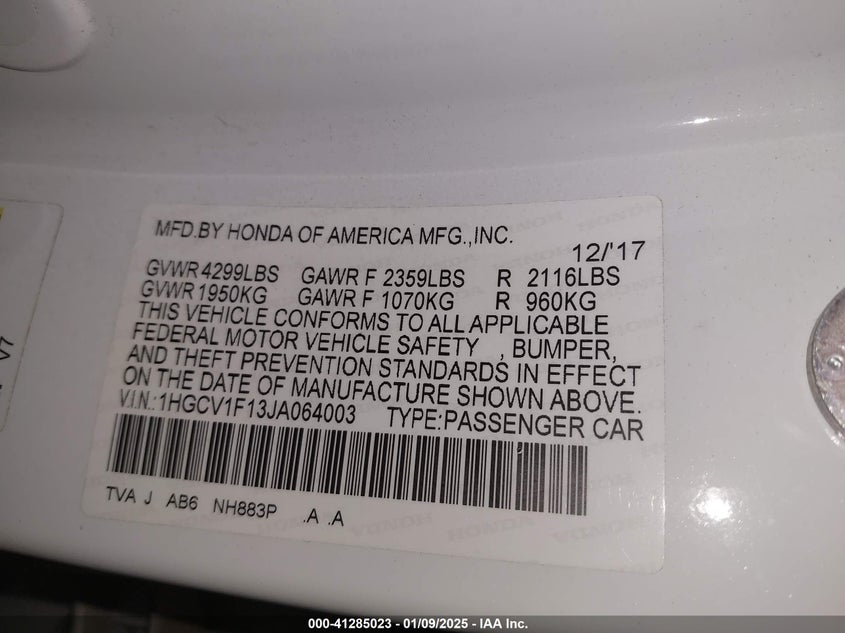 MFD.BY HONDA OF AMERICA MFG.,INC.
12/'17
GVWR 4299LBS GAWR F 2359LBS R 2116LBS
GVWR 1950KG GAWR F 1070KG R 960KG
THIS VEHICLE CONFORMS TO ALL APPLICABLE
FEDERAL MOTOR VEHICLE SAFETY , BUMPER,
AND THEFT PREVENTION STANDARDS IN EFFECT
ON THE DATE OF MANUFACTURE SHOWN ABOVE.
V.I.N.:1HGCV1F13JA064003 TYPE:PASSENGER CAR
TVA J AB6 NH883P .A .A
V7
000-41285023 - 01/09/2025 - IAA Inc.